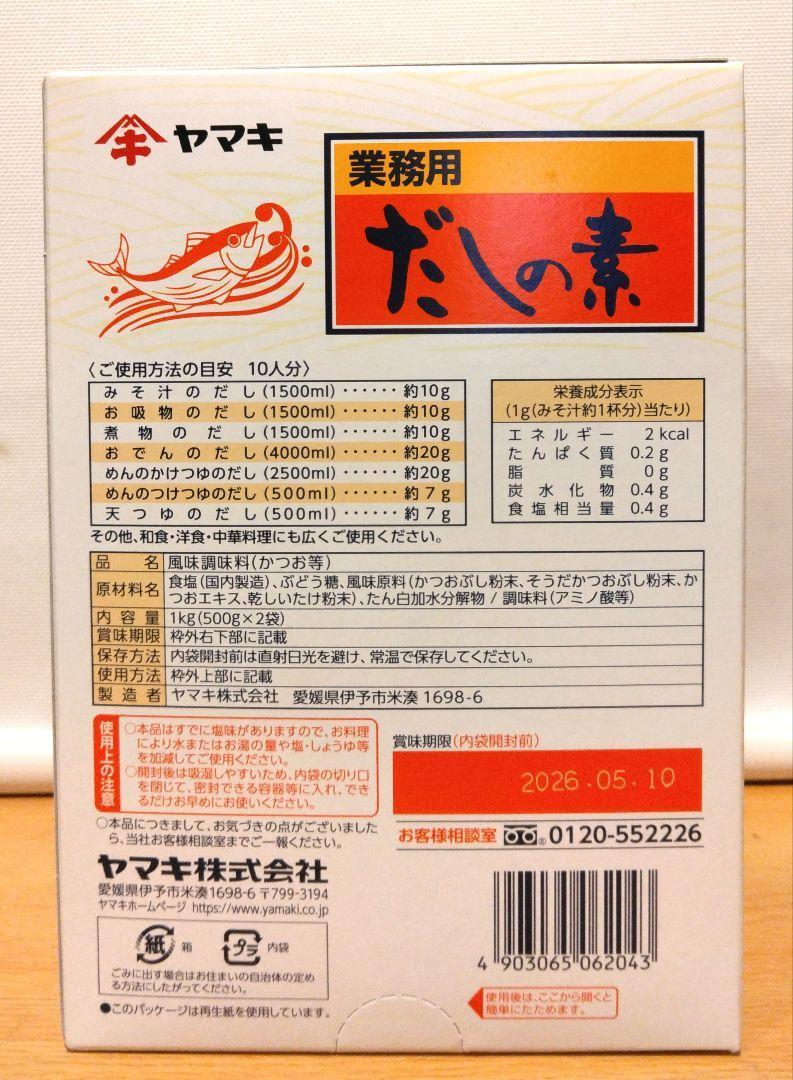 ヤマキ
業務用
だしの素
〈ご使用方法の目安 10人分〉
みそ汁のだし(1500ml)‥‥‥約10g
お吸物のだし(1500ml)‥‥‥約10g
煮物のだし(1500ml)‥‥‥約10g
おでんのだし(4000ml)‥‥‥約20g
めんのかけつゆのだし(2500ml)‥‥‥約20g
めんのつけつゆのだし(500ml)‥‥‥約7g
天つゆのだし(500ml)‥‥‥約7g
その他、和食・洋食・中華料理にも広くご使用ください。
栄養成分表示
(1g(みそ汁約1杯分)当たり)
エネルギー 2kcal
たんぱく質 0.2g
脂質 0g
炭水化物 0.4g
食塩相当量 0.4g
品名 風味調味料(かつお等)
原材料名 食塩(国内製造)、ぶどう糖、風味原料(かつおぶし粉末、そうだかつおぶし粉末、か
つおエキス、乾しいたけ粉末)、たん白加水分解物/調味料(アミノ酸等)
内容量 1kg(500g×2袋)
賞味期限 枠外右下部に記載
保存方法 内袋開封前は直射日光を避け、常温で保存してください。
使用方法 枠外上部に記載
製造者 ヤマキ株式会社 愛媛県伊予市米湊1698-6
使用上の注意
○本品はすでに塩味がありますので、お料理
により水またはお湯の量や塩・しょうゆ等
を加減してご使用ください。
○開封後は吸湿しやすいため、内袋の切り口
を閉じて、密封できる容器等に入れ、でき
るだけお早めにお使いください。
○本品につきまして、お気づきの点がございました
ら、当社お客様相談室までご一報ください。
賞味期限(内袋開封前)
2026.05.10
お客様相談室 0120-552226
ヤマキ株式会社
愛媛県伊予市米湊1698-6 〒799-3194
ヤマキホームページ https://www.yamaki.co.jp
紙 箱 プラ 内袋
ごみに出す場合はお住まいの自治体の定め
る方法にしたがってください。
●このパッケージは再生紙を使用しています。
4 903065 062043
使用後は、ここから開くと
簡単にたためます。